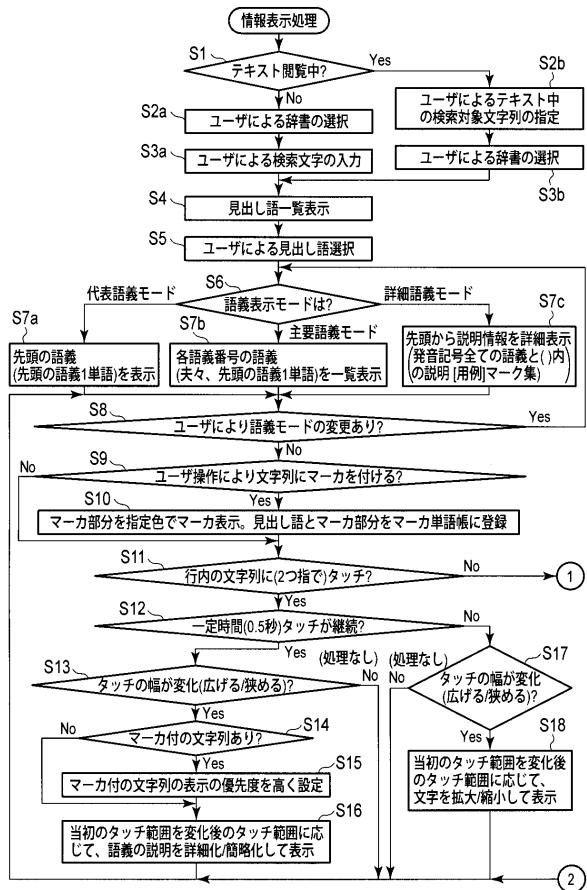 情報表示処理
S1
テキスト閲覧中?
Yes
No
S2b
ユーザによるテキスト中
の検索対象文字列の指定
S2a
ユーザによる辞書の選択
S3a
ユーザによる検索文字の入力
ユーザによる辞書の選択
S3b
S4
見出し語一覧表示
S5
ユーザによる見出し語選択
S6
語義表示モードは?
代表語義モード
詳細語義モード
主要語義モード
S7a
先頭の語義
(先頭の語義1単語)を表示
S7b
各語義番号の語義
(夫々、先頭の語義1単語)を一覧表示
S7c
先頭から説明情報を詳細表示
(発音記号全ての語義と( )内
の説明 [用例]マーク集)
S8
ユーザにより語義モードの変更あり?
Yes
No
S9
ユーザ操作により文字列にマーカを付ける?
No
Yes
S10
マーカ部分を指定色でマーカ表示。見出し語とマーカ部分をマーカ単語帳に登録
S11
行内の文字列に(2つ指で)タッチ?
No
1
Yes
S12
一定時間(0.5秒)タッチが継続?
No
Yes
S13
タッチの幅が変化(広げる/狭める)?
(処理なし)
No
Yes
(処理なし)
No
S17
タッチの幅が変化
(広げる/狭める)?
Yes
S14
マーカ付の文字列あり?
No
Yes
S15
マーカ付の文字列の表示の優先度を高く設定
S16
当初のタッチ範囲を変化後のタッチ範囲に応
じて、語義の説明を詳細化/簡略化して表示
S18
当初のタッチ範囲を変化後
のタッチ範囲に応じて、
文字を拡大/縮小して表示
2